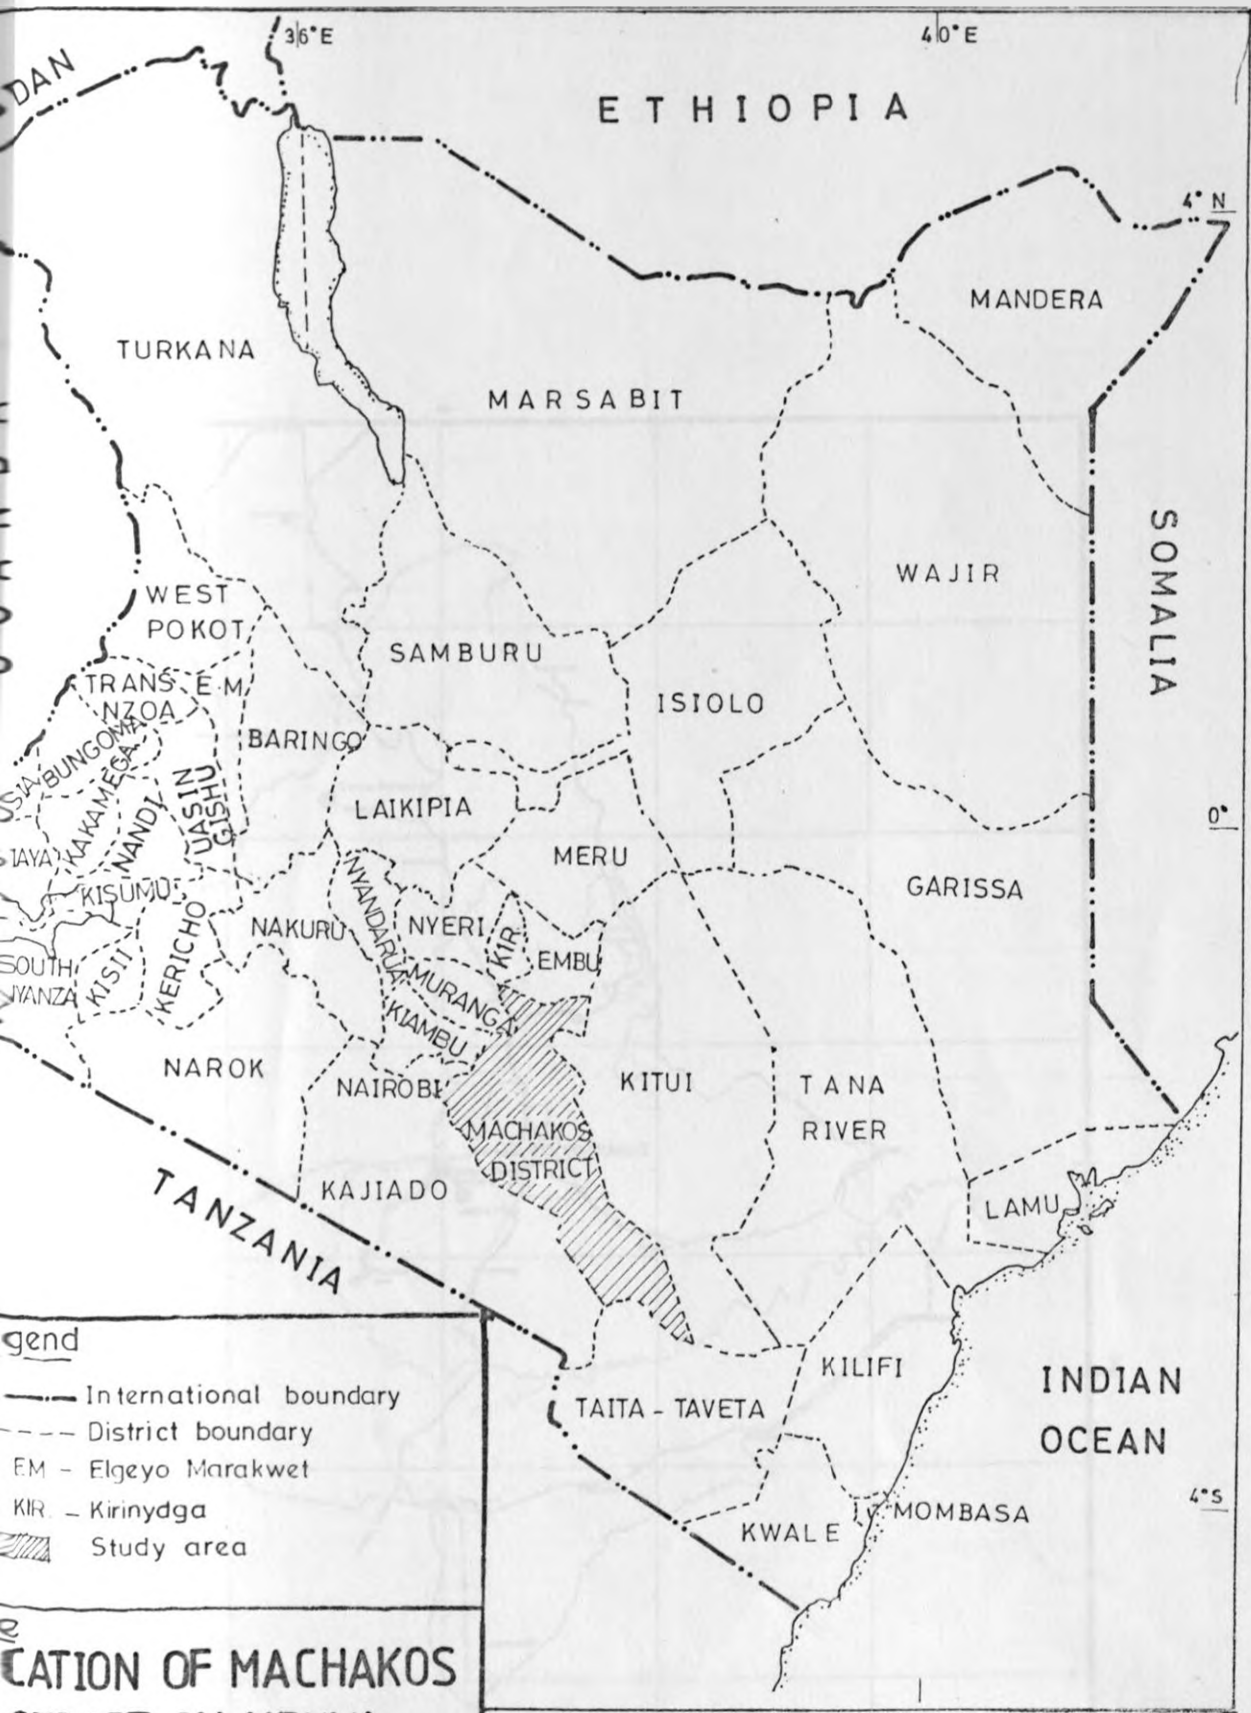 36°E
40°E
DAN
ETHIOPIA
4° N
MANDERA
TURKANA
MARSABIT
SOMALIA
WAJIR
WEST
POKOT
SAMBURU
TRANS
NZOA
E.M.
ISIOLO
BUNGOMA
BARINGO
SIA
KAKAMEGA
NANDI
UASIN
GISHU
LAIKIPIA
0°
IAYA
MERU
KISUMU
GARISSA
NYANDARUA
NAKURU
NYERI
KIR
EMBU
KERICHO
SOUTH
NYANZA
KISII
MURANGA
KIAMBU
NAROK
NAIROBI
KITUI
TANA
RIVER
MACHAKOS
DISTRICT
KAJIADO
LAMU
TANZANIA
gend
International boundary
District boundary
EM - Elgeyo Marakwet
KIR. - Kirinydga
Study area
KILIFI
TAITA - TAVETA
INDIAN
OCEAN
4°S
MOMBASA
KWALE
CATION OF MACHAKOS